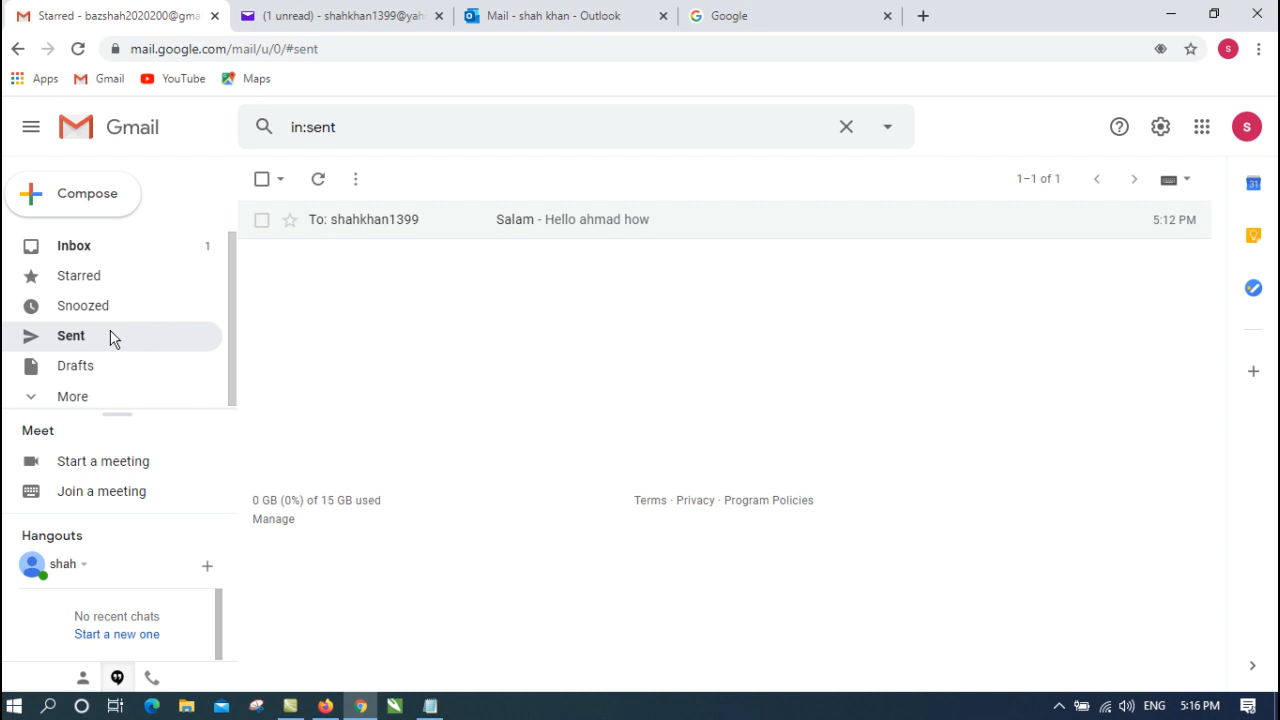 Starred - bazshah2020200@gma
(1 unread) - shahkhan1399@yah
Mail - shah khan - Outlook
Google
mail.google.com/mail/u/0/#sent
S
Apps
Gmail
YouTube
Maps
Gmail
in:sent
S
Compose
1–1 of 1
To: shahkhan1399
Salam - Hello ahmad how
5:12 PM
Inbox
1
Starred
Snoozed
Sent
Drafts
More
31
Meet
Start a meeting
Join a meeting
0 GB (0%) of 15 GB used
Manage
Terms · Privacy · Program Policies
Hangouts
shah
No recent chats
Start a new one
ENG
5:16 PM